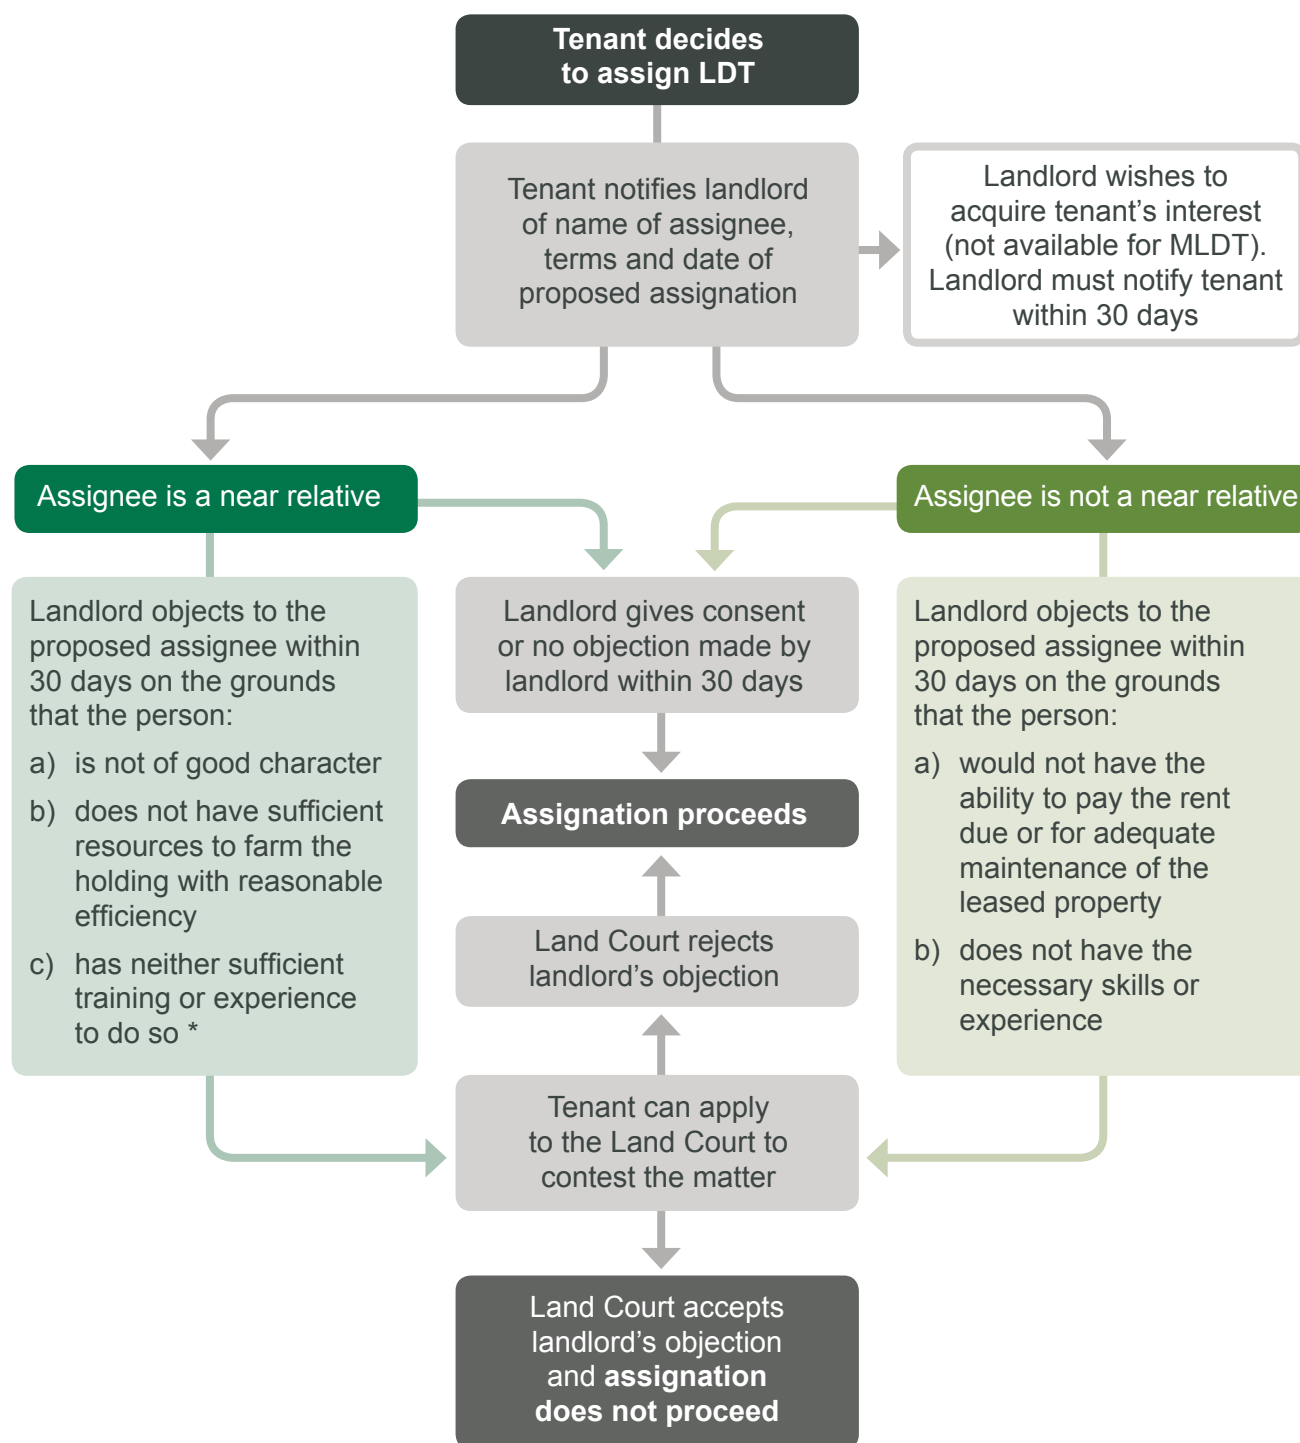 Tenant decides
to assign LDT
Tenant notifies landlord
of name of assignee,
terms and date of
proposed assignation
Landlord wishes to
acquire tenant’s interest
(not available for MLDT).
Landlord must notify tenant
within 30 days
Assignee is a near relative
Assignee is not a near relative
Landlord objects to the
proposed assignee within
30 days on the grounds
that the person:
a) is not of good character
b) does not have sufficient
resources to farm the
holding with reasonable
efficiency
c) has neither sufficient
training or experience
to do so *
Landlord gives consent
or no objection made by
landlord within 30 days
Assignation proceeds
Land Court rejects
landlord’s objection
Tenant can apply
to the Land Court to
contest the matter
Landlord objects to the
proposed assignee within
30 days on the grounds
that the person:
a) would not have the
ability to pay the rent
due or for adequate
maintenance of the
leased property
b) does not have the
necessary skills or
experience
Land Court accepts
landlord’s objection
and assignation
does not proceed